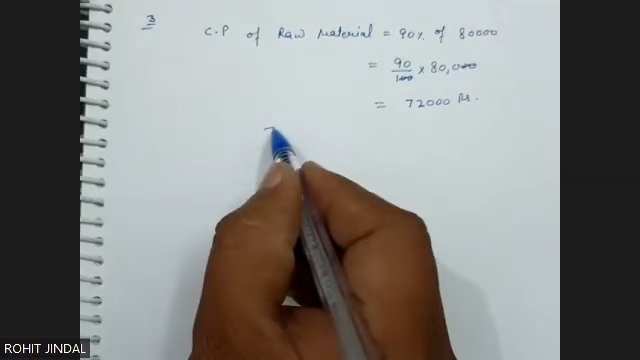 3
C.P of Raw Material = 90% of 80000
= 90/100 × 80,000
= 72000 Rs.
ROHIT JINDAL